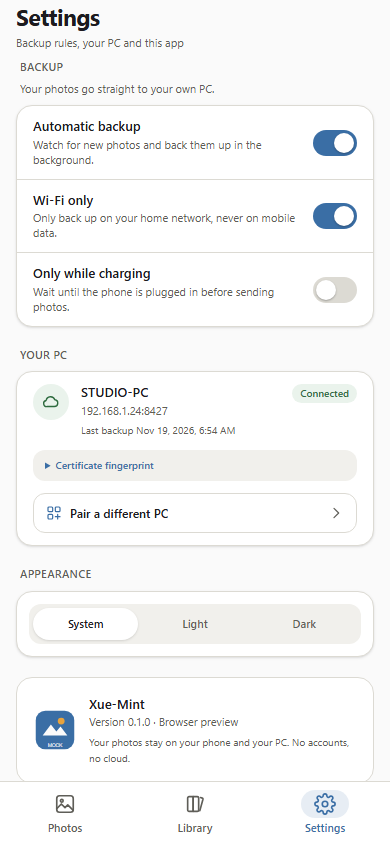 Settings
Backup rules, your PC and this app
BACKUP
Your photos go straight to your own PC.
Automatic backup
Watch for new photos and back them up in the
background.
Wi-Fi only
Only back up on your home network, never on mobile
data.
Only while charging
Wait until the phone is plugged in before sending
photos.
YOUR PC
STUDIO-PC
Connected
192.168.1.24:8427
Last backup Nov 19, 2026, 6:54 AM
Certificate fingerprint
Pair a different PC
APPEARANCE
System
Light
Dark
Xue-Mint
Version 0.1.0 · Browser preview
MOCK
Your photos stay on your phone and your PC. No accounts,
no cloud.
Photos
Library
Settings